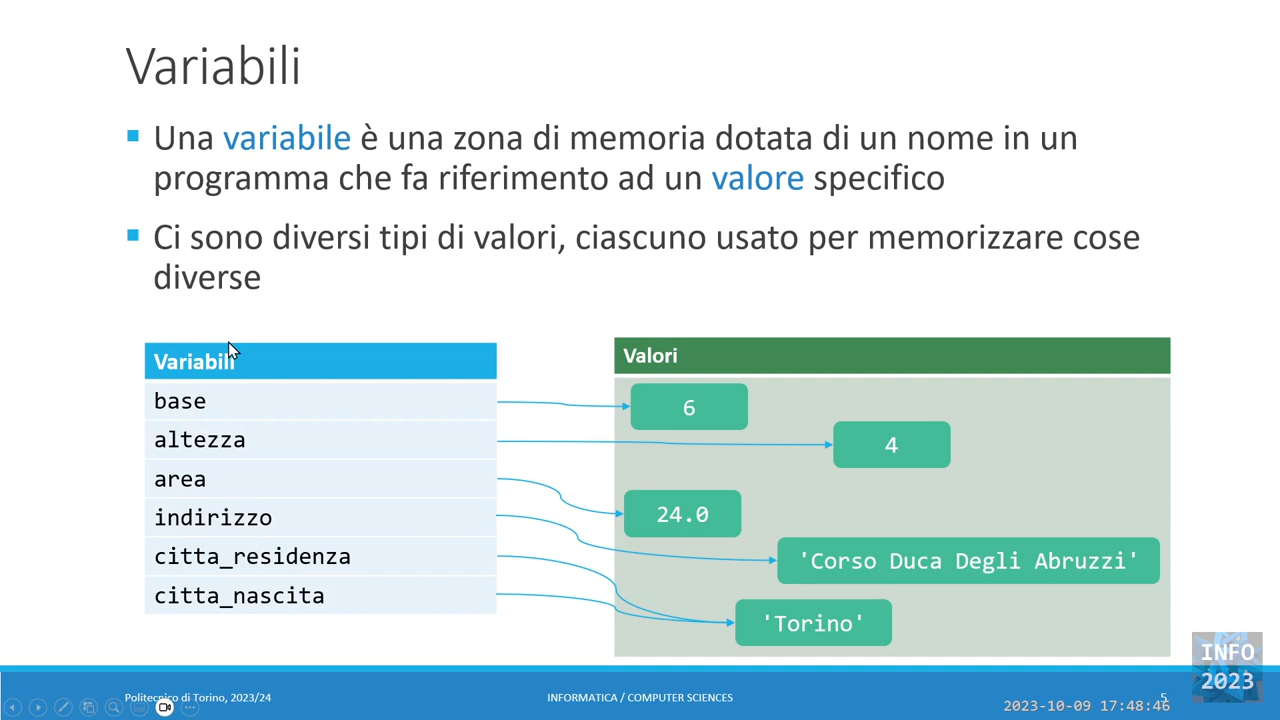 Variabili
Una variabile è una zona di memoria dotata di un nome in un
programma che fa riferimento ad un valore specifico
Ci sono diversi tipi di valori, ciascuno usato per memorizzare cose
diverse
Variabili
base
altezza
area
indirizzo
citta_residenza
citta_nascita
Valori
6
4
24.0
'Corso Duca Degli Abruzzi'
'Torino'
Politecnico di Torino, 2023/24
INFORMATICA / COMPUTER SCIENCES
5
INFO
2023
2023-10-09 17:48:46